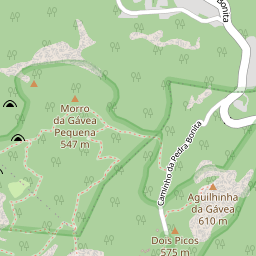 Bonita
Morro
da Gávea
Pequena
547 m
Caminho da Pedra Bonita
Aguilhinha
da Gávea
610 m
Dois Picos
575 m